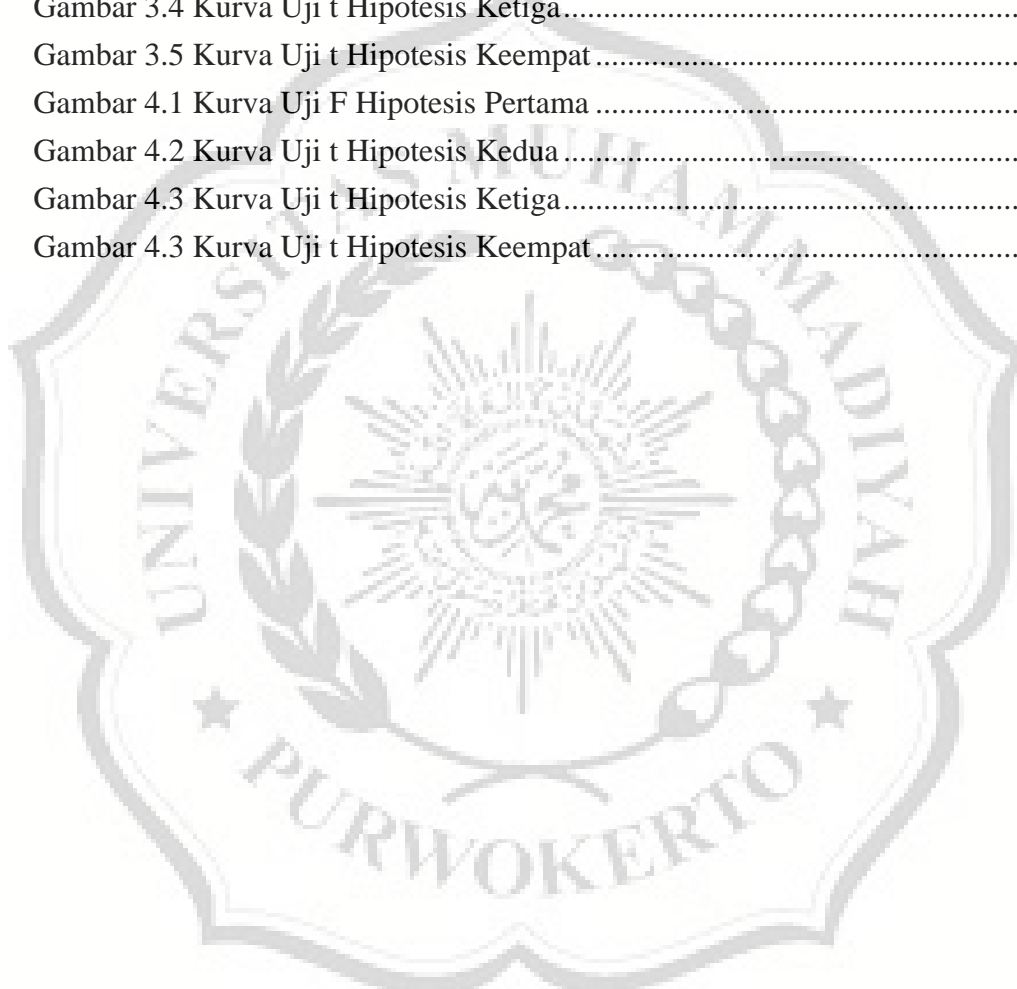 Gambar 3.4 Kurva Uji t Hipotesis Ketiga
Gambar 3.5 Kurva Uji t Hipotesis Keempat
Gambar 4.1 Kurva Uji F Hipotesis Pertama
Gambar 4.2 Kurva Uji t Hipotesis Kedua
Gambar 4.3 Kurva Uji t Hipotesis Ketiga
Gambar 4.3 Kurva Uji t Hipotesis Keempat
UNIVERSITAS MUHAMMADIYAH
PURWOKERTO